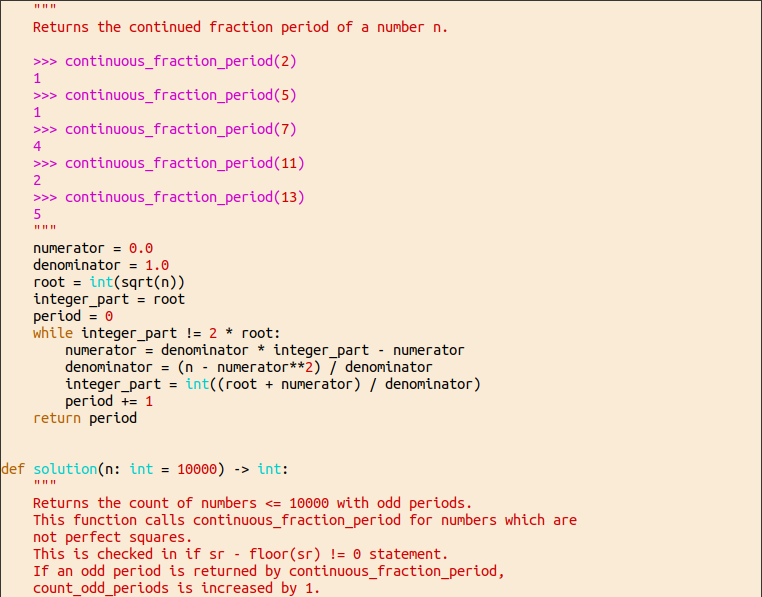 """
Returns the continued fraction period of a number n.
>>> continuous_fraction_period(2)
1
>>> continuous_fraction_period(5)
1
>>> continuous_fraction_period(7)
4
>>> continuous_fraction_period(11)
2
>>> continuous_fraction_period(13)
5
"""
numerator = 0.0
denominator = 1.0
root = int(sqrt(n))
integer_part = root
period = 0
while integer_part != 2 * root:
numerator = denominator * integer_part - numerator
denominator = (n - numerator**2) / denominator
integer_part = int((root + numerator) / denominator)
period += 1
return period
def solution(n: int = 10000) -> int:
"""
Returns the count of numbers <= 10000 with odd periods.
This function calls continuous_fraction_period for numbers which are
not perfect squares.
This is checked in if sr - floor(sr) != 0 statement.
If an odd period is returned by continuous_fraction_period,
count_odd_periods is increased by 1.